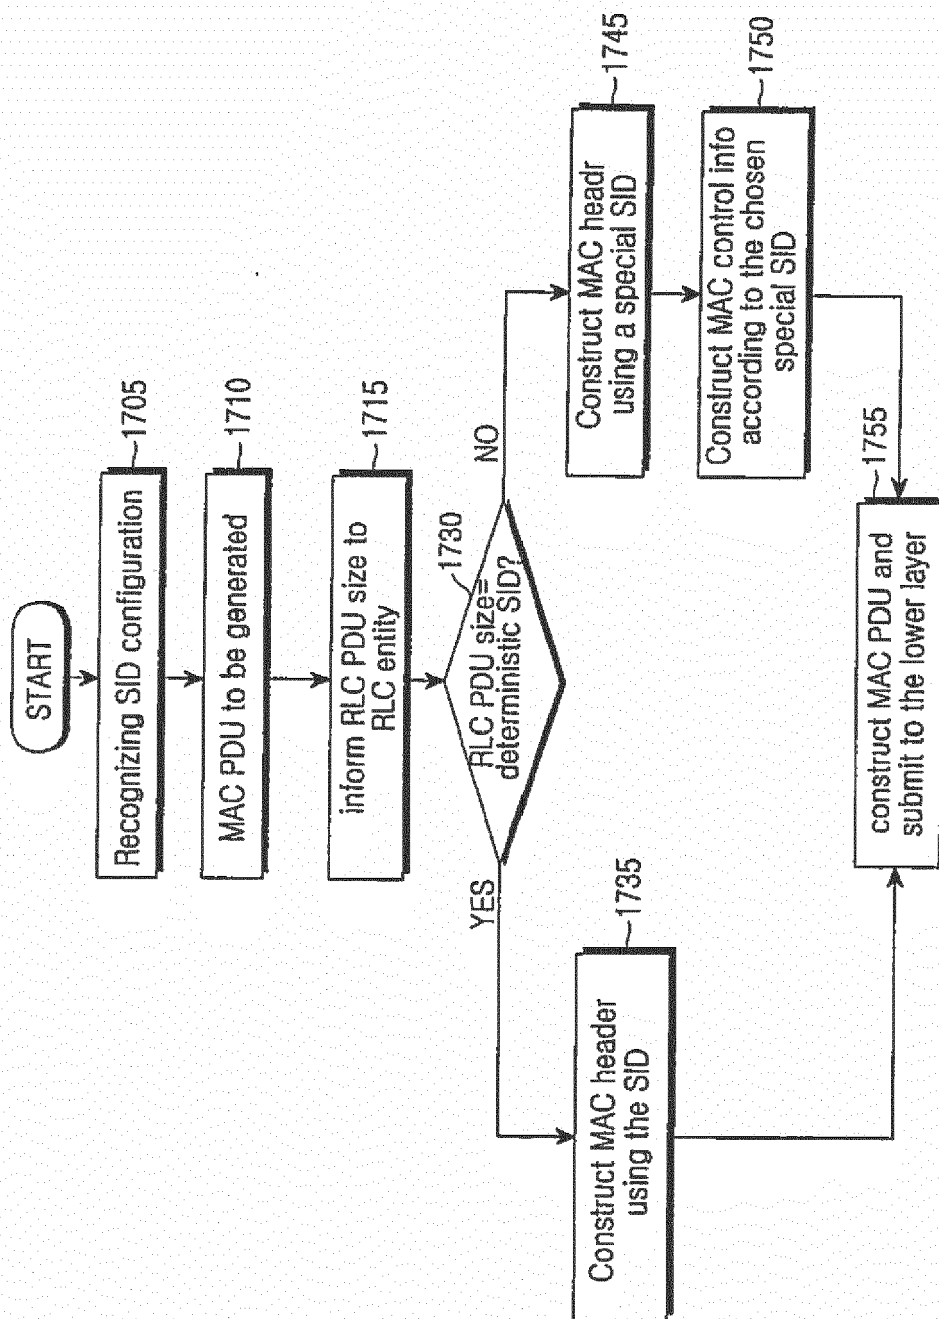 START
Recognizing SID configuration
1705
MAC PDU to be generated
1710
inform RLC PDU size to
RLC entity
1715
RLC PDU size=
deterministic SID?
1730
YES
NO
Construct MAC header
using the SID
1735
Construct MAC headr
using a special SID
1745
Construct MAC control info
according to the chosen
special SID
1750
construct MAC PDU and
submit to the lower layer
1755